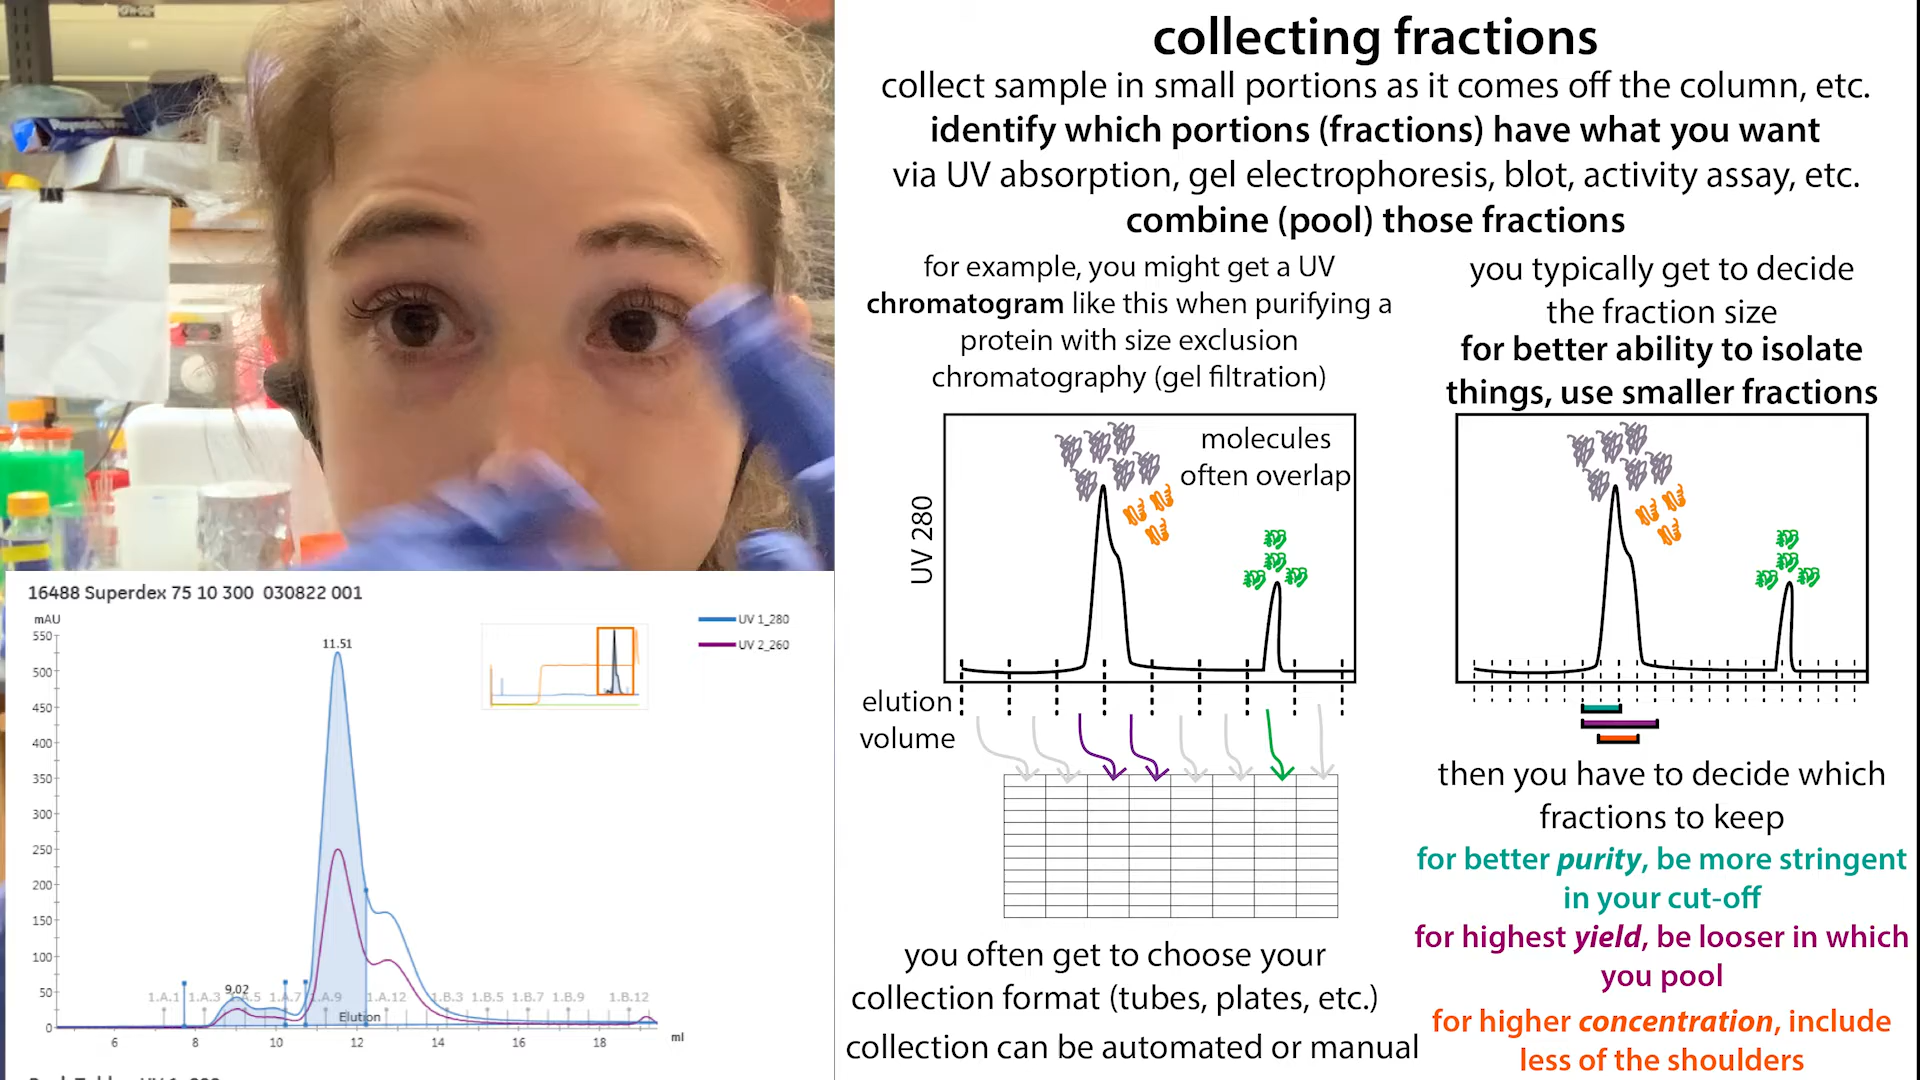 collecting fractions
collect sample in small portions as it comes off the column, etc.
identify which portions (fractions) have what you want
via UV absorption, gel electrophoresis, blot, activity assay, etc.
combine (pool) those fractions
for example, you might get a UV
chromatogram like this when purifying a
protein with size exclusion
chromatography (gel filtration)
molecules
often overlap
UV 280
elution
volume
you often get to choose your
collection format (tubes, plates, etc.)
collection can be automated or manual
you typically get to decide
the fraction size
for better ability to isolate
things, use smaller fractions
then you have to decide which
fractions to keep
for better purity, be more stringent
in your cut-off
for highest yield, be looser in which
you pool
for higher concentration, include
less of the shoulders
16488 Superdex 75 10 300 030822 001
mAU
UV 1_280
UV 2_260
550
500
450
400
350
300
250
200
150
100
50
0
11.51
9.02
1.A.1 1.A.3 1.A.5 1.A.7 1.A.9 1.A.12 1.B.3 1.B.5 1.B.7 1.B.9 1.B.12
Elution
6 8 10 12 14 16 18 ml